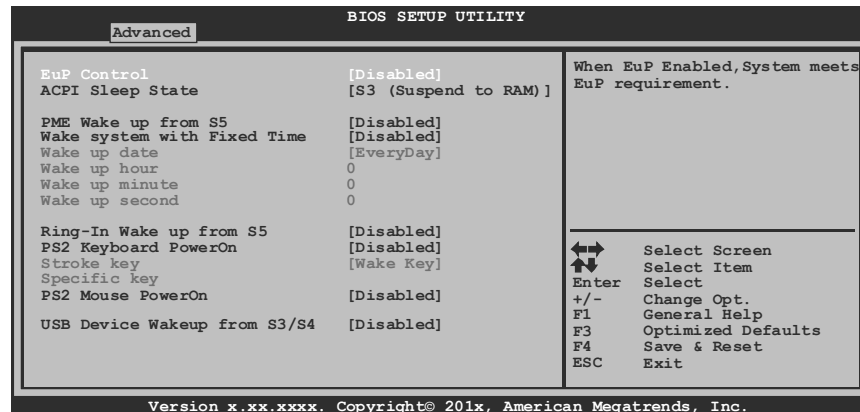 BIOS SETUP UTILITY
Advanced
EuP Control [Disabled]
ACPI Sleep State [S3 (Suspend to RAM)]
PME Wake up from S5 [Disabled]
Wake system with Fixed Time [Disabled]
Wake up date [EveryDay]
Wake up hour 0
Wake up minute 0
Wake up second 0
Ring-In Wake up from S5 [Disabled]
PS2 Keyboard PowerOn [Disabled]
Stroke key [Wake Key]
Specific key
PS2 Mouse PowerOn [Disabled]
USB Device Wakeup from S3/S4 [Disabled]
When EuP Enabled,System meets
EuP requirement.
Select Screen
Select Item
Enter Select
+/- Change Opt.
F1 General Help
F3 Optimized Defaults
F4 Save & Reset
ESC Exit
Version x.xx.xxxx. Copyright© 201x, American Megatrends, Inc.